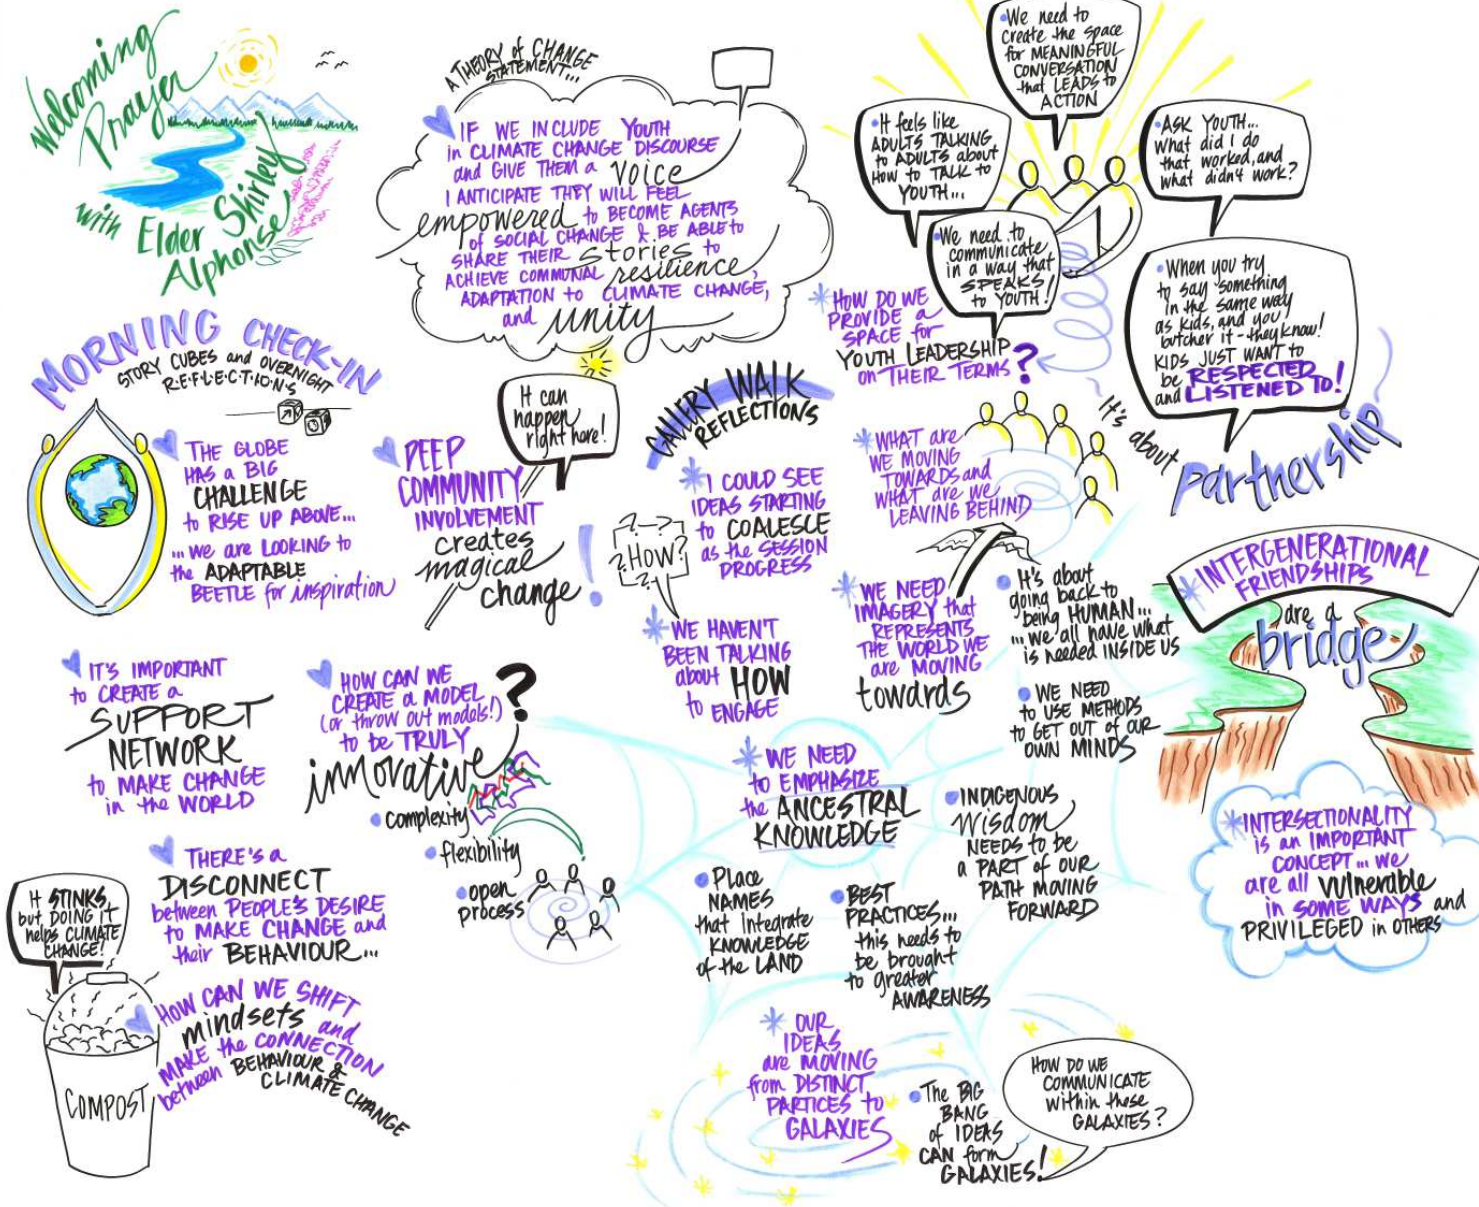 Welcoming
Prayer
with Elder
Shirley
Alphonse
MORNING CHECK-IN
STORY CUBES and OVERNIGHT
R·E·F·L·E·C·T·I·O·N·S
THE GLOBE
HAS a BIG
CHALLENGE
to RISE UP ABOVE...
...we are LOOKING to
the ADAPTABLE
BEETLE for inspiration
IT'S IMPORTANT
to CREATE a
SUPPORT
NETWORK
to MAKE CHANGE
in the WORLD
THERE'S a
DISCONNECT
between PEOPLE'S DESIRE
to MAKE CHANGE and
their BEHAVIOUR...
It STINKS,
but DOING IT
helps CLIMATE
CHANGE!
COMPOST
HOW CAN WE SHIFT
mindsets and
MAKE the CONNECTION
between BEHAVIOUR &
CLIMATE CHANGE
A THEORY of CHANGE
STATEMENT...
IF WE INCLUDE YOUTH
in CLIMATE CHANGE DISCOURSE
and GIVE THEM a VOICE
I ANTICIPATE THEY WILL FEEL
empowered to BECOME AGENTS
of SOCIAL CHANGE & BE ABLE to
SHARE THEIR stories to
ACHIEVE COMMUNAL resilience,
ADAPTATION to CLIMATE CHANGE,
and unity
It can
happen
right here!
DEEP
COMMUNITY
INVOLVEMENT
creates
magical
change!
HOW CAN WE
CREATE a MODEL
(or throw out models!)
to be TRULY
innovative?
complexity
flexibility
open
process
GALLERY WALK
REFLECTIONS
I COULD SEE
IDEAS STARTING
to COALESCE
as the SESSION
PROGRESS
?-->?
?HOW?
?-->
WE HAVEN'T
BEEN TALKING
about HOW
to ENGAGE
We need to
create the space
for MEANINGFUL
CONVERSATION
that LEADS to
ACTION
It feels like
ADULTS TALKING
to ADULTS about
HOW to TALK to
YOUTH...
ASK YOUTH...
what did I do
that worked, and
what didn't work?
We need to
communicate
in a way that
SPEAKS
to YOUTH!
When you try
to say something
in the same way
as kids, and you
butcher it - they know!
KIDS JUST WANT to
be RESPECTED
and LISTENED TO!
HOW DO WE
PROVIDE a
SPACE for
YOUTH LEADERSHIP
on THEIR TERMS?
It's about
partnership
WHAT are
WE MOVING
TOWARDS and
WHAT are we
LEAVING BEHIND
WE NEED
IMAGERY that
REPRESENTS
THE WORLD WE
are MOVING
towards
It's about
going back to
being HUMAN...
...we all have what
is needed INSIDE US
WE NEED
to USE METHODS
to GET OUT of OUR
OWN MINDS
INTERGENERATIONAL
FRIENDSHIPS
are a
bridge
INTERSECTIONALITY
is an IMPORTANT
CONCEPT... we
are all vulnerable
in SOME WAYS and
PRIVILEGED in OTHERS
WE NEED
to EMPHASIZE
the ANCESTRAL
KNOWLEDGE
Place
NAMES
that integrate
KNOWLEDGE
of the LAND
BEST
PRACTICES...
this needs to
be brought
to greater
AWARENESS
INDIGENOUS
Wisdom
NEEDS to be
a PART of OUR
PATH MOVING
FORWARD
OUR
IDEAS
are MOVING
from DISTINCT
PARTICES to
GALAXIES
The BIG
BANG
of IDEAS
CAN form
GALAXIES!
HOW DO WE
COMMUNICATE
within these
GALAXIES?